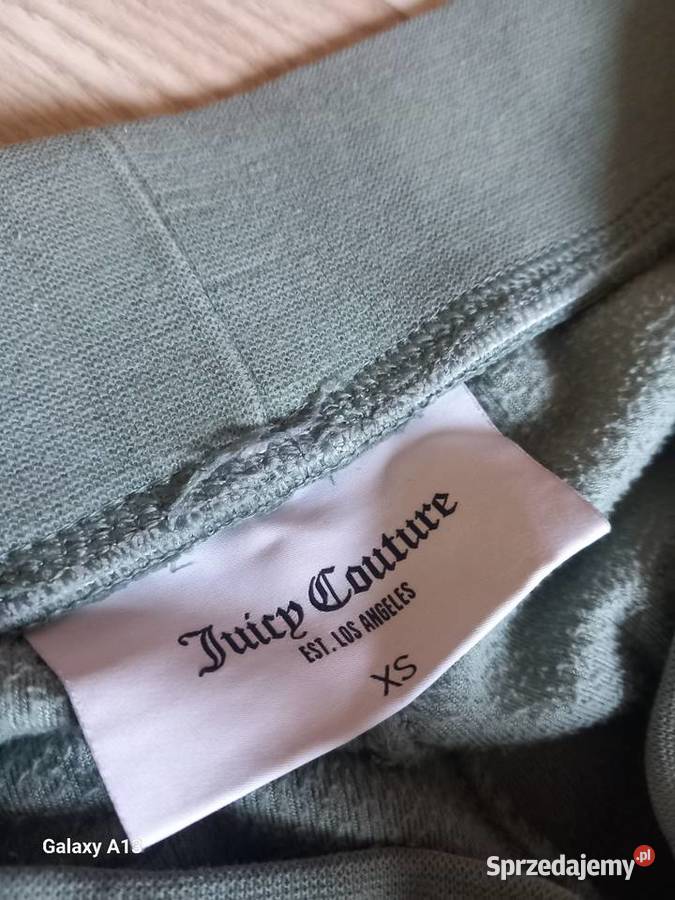 Juicy Couture
EST. LOS ANGELES
XS
Galaxy A13
Sprzedajemy.pl